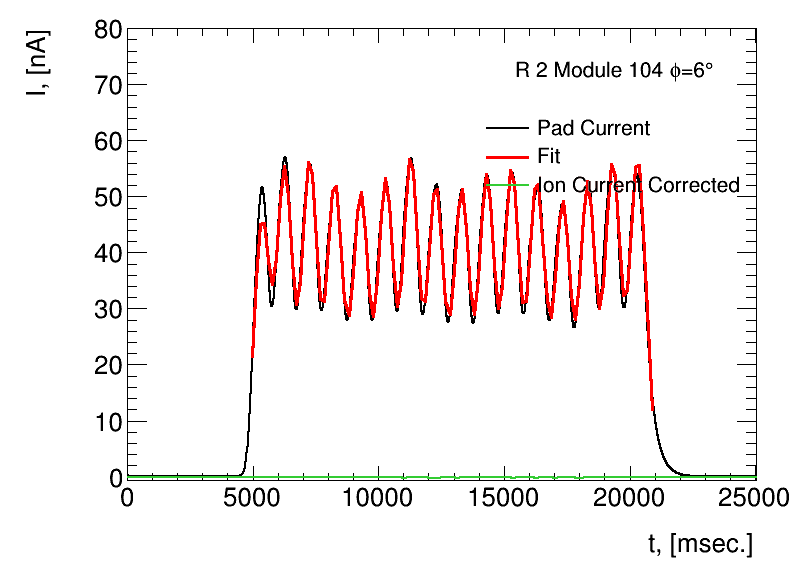 I, [nA]
80
70
60
50
40
30
20
10
0
R 2 Module 104 ϕ=6°
Pad Current
Fit
Ion Current Corrected
0 5000 10000 15000 20000 25000
t, [msec.]